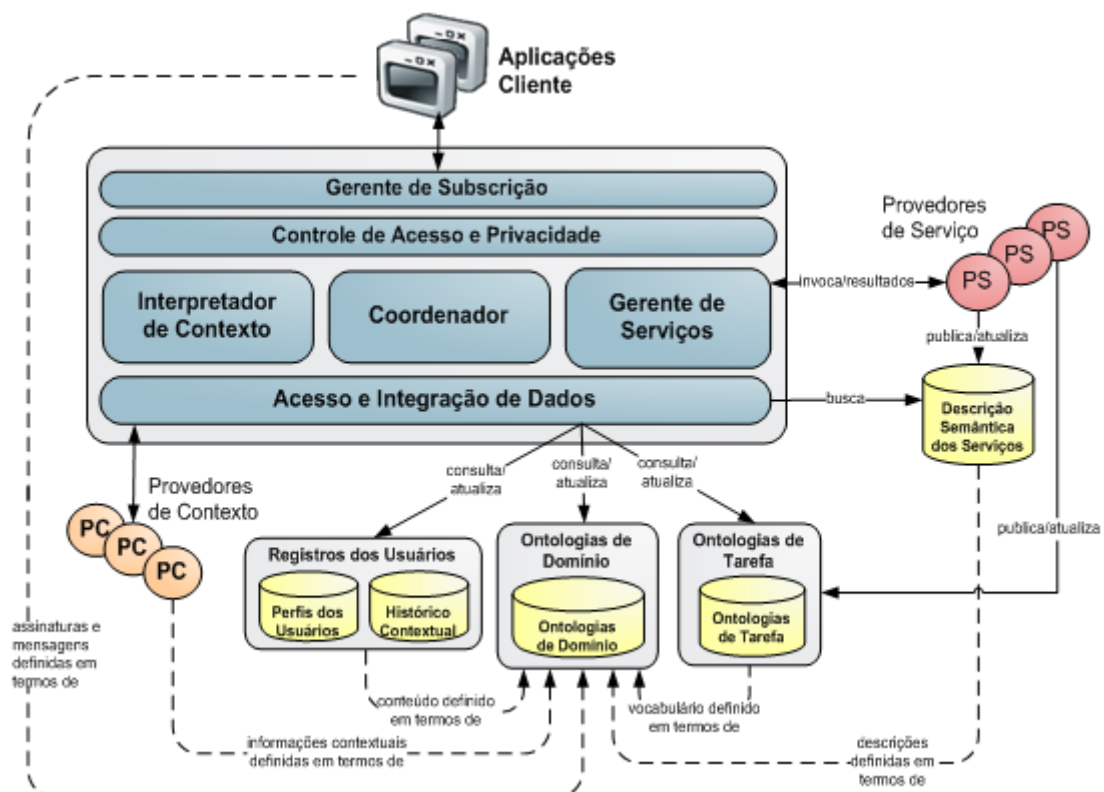 Aplicações
Cliente
Gerente de Subscrição
Controle de Acesso e Privacidade
Interpretador
de Contexto
Coordenador
Gerente de
Serviços
Acesso e Integração de Dados
Provedores
de Serviço
PS
PS
PS
invoca/resultados
publica/atualiza
busca
Descrição
Semântica
dos Serviços
publica/atualiza
Provedores
de Contexto
PC
PC
PC
consulta/
atualiza
consulta/
atualiza
consulta/
atualiza
Registros dos Usuários
Perfis dos
Usuários
Histórico
Contextual
Ontologias de
Domínio
Ontologias
de Domínio
Ontologias de
Tarefa
Ontologias
de Tarefa
assinaturas e
mensagens
definidas em
termos de
conteúdo definido
em termos de
vocabulário definido
em termos de
informações contextuais
definidas em termos de
descrições
definidas em
termos de